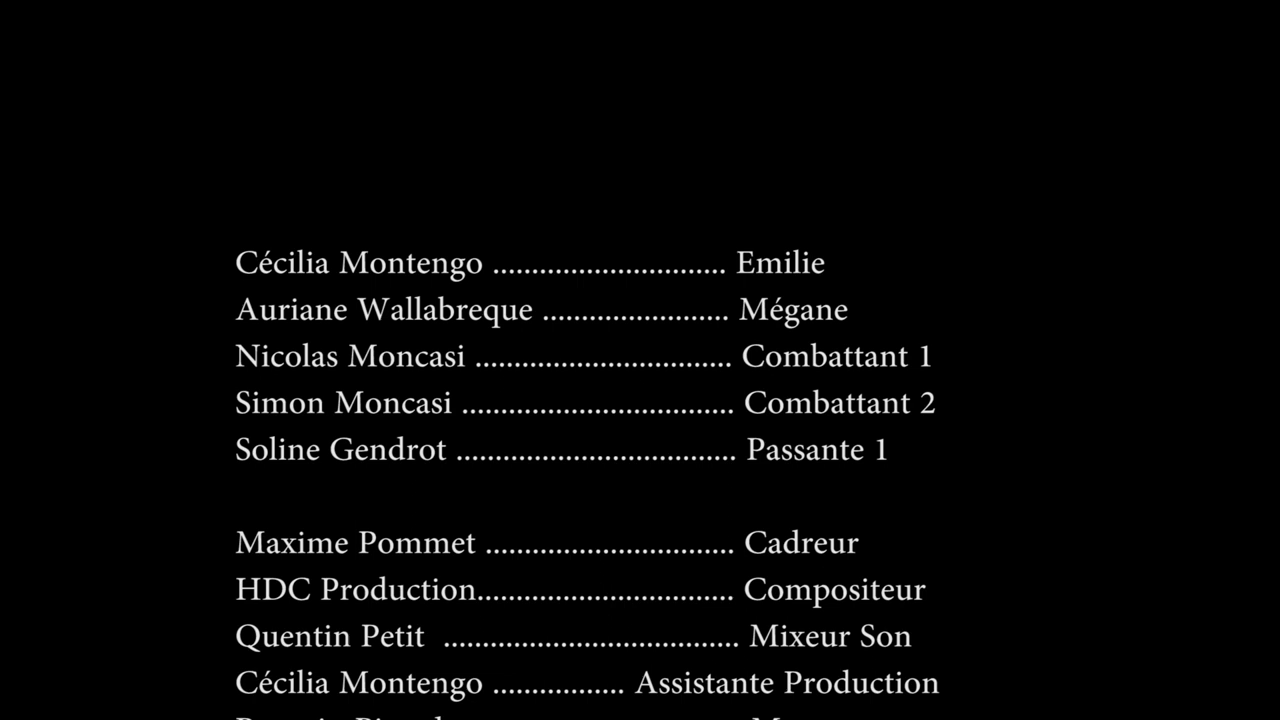 Cécilia Montengo .............................. Emilie
Auriane Wallabreque ........................ Mégane
Nicolas Moncasi ................................. Combattant 1
Simon Moncasi ................................... Combattant 2
Soline Gendrot .................................... Passante 1
Maxime Pommet ................................ Cadreur
HDC Production................................. Compositeur
Quentin Petit ...................................... Mixeur Son
Cécilia Montengo ................. Assistante Production